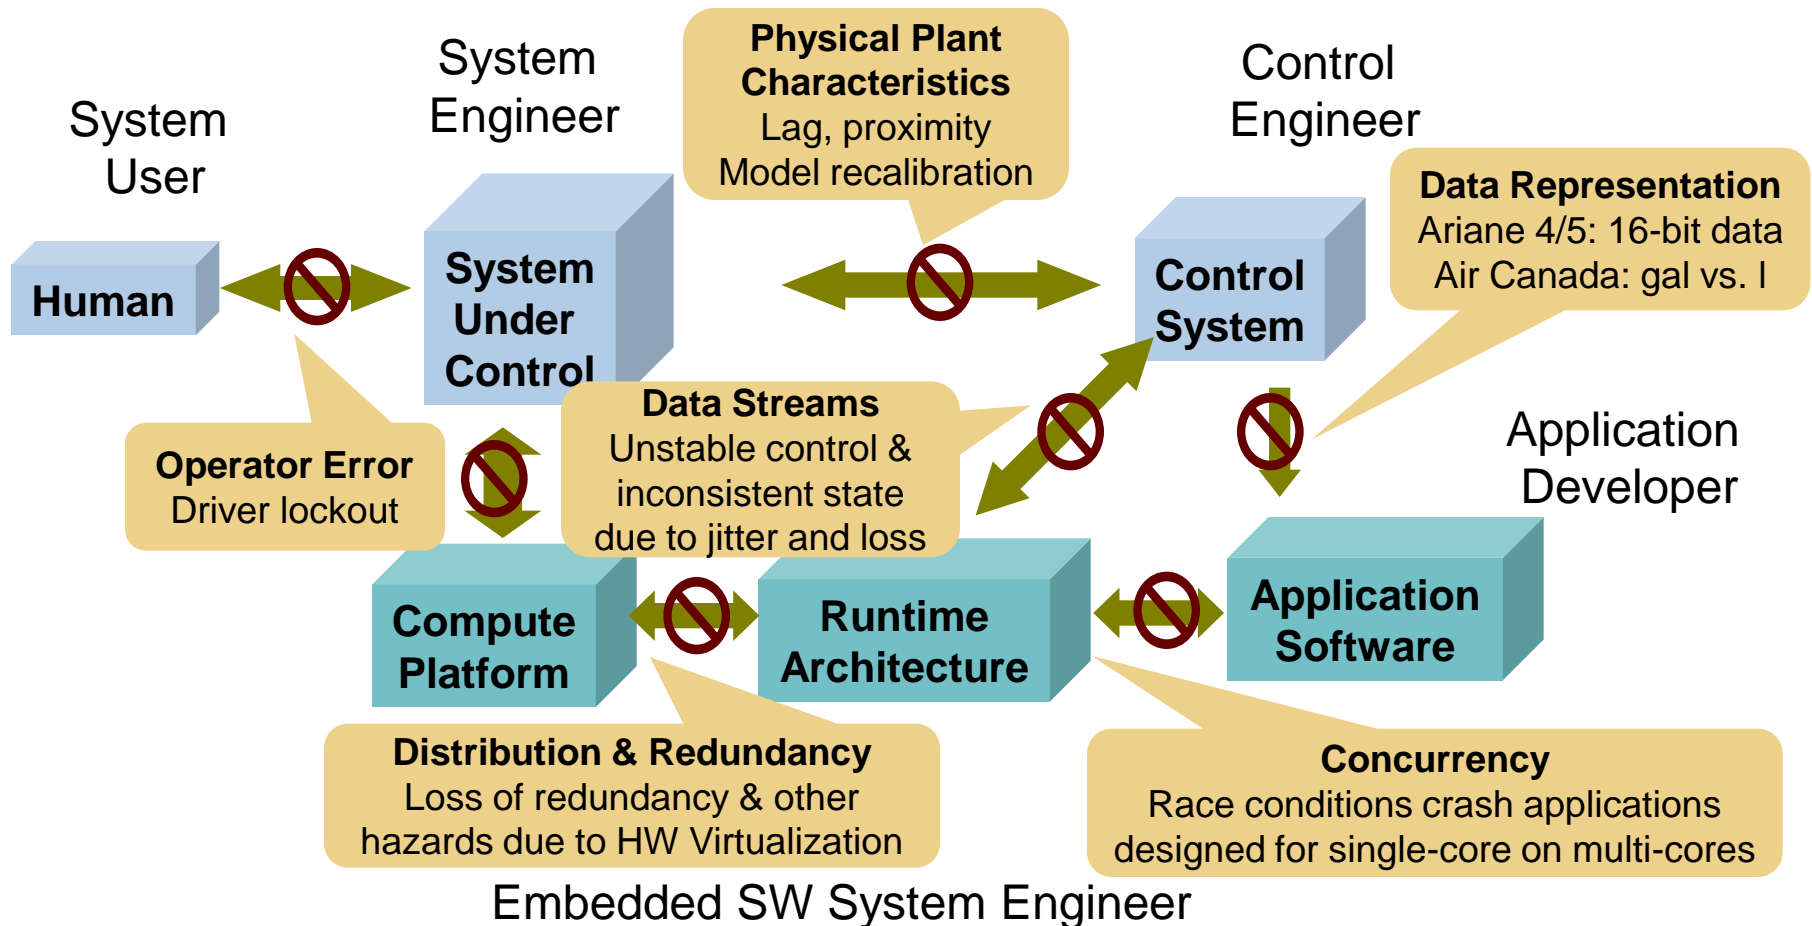 System
User
System
Engineer
Physical Plant
Characteristics
Lag, proximity
Model recalibration
Control
Engineer
Data Representation
Ariane 4/5: 16-bit data
Air Canada: gal vs. l
Human
System
Under
Control
Control
System
Operator Error
Driver lockout
Data Streams
Unstable control &
inconsistent state
due to jitter and loss
Application
Developer
Compute
Platform
Runtime
Architecture
Application
Software
Distribution & Redundancy
Loss of redundancy & other
hazards due to HW Virtualization
Concurrency
Race conditions crash applications
designed for single-core on multi-cores
Embedded SW System Engineer